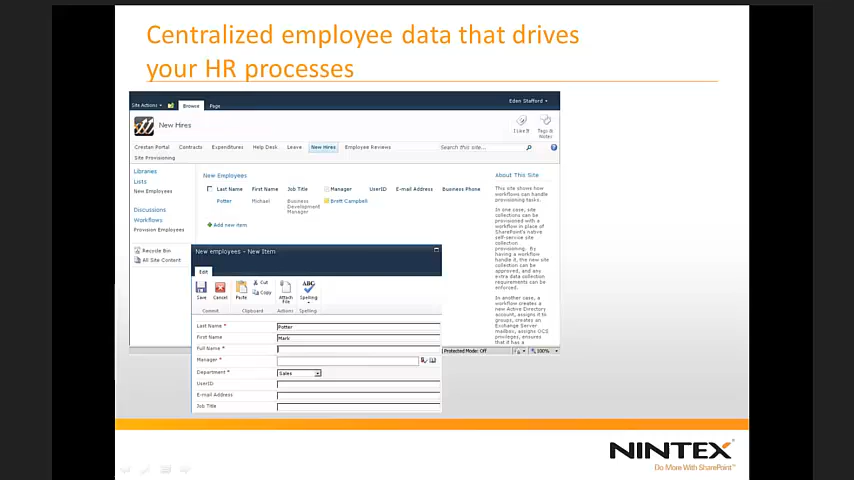 Centralized employee data that drives
your HR processes
Eden Stafford
Site Actions
Browse
Page
New Hires
I Like It
Tags & Notes
Crestan Portal
Contracts
Expenditures
Help Desk
Leave
New Hires
Employee Reviews
Search this site...
Site Provisioning
Libraries
Lists
New Employees
Discussions
Workflows
Provision Employees
Recycle Bin
All Site Content
New Employees
Last Name First Name Job Title Manager UserID E-mail Address Business Phone
Potter Michael Business Brett Campbell
Development
Manager
Add new item
About This Site
This site shows how
workflows can handle
provisioning tasks.
In one case, site
collections can be
provisioned with a
workflow in place of
SharePoint's native
self-service site
collection
provisioning. By
having a workflow
handle it, the new site
collection can be
approved, and any
extra data collection
requirements can be
enforced.
In another case, a
workflow creates a
new Active Directory
account, assigns it to
groups, creates an
Exchange Server
mailbox, assigns OCS
privileges, and
ensures that it has a
New employees - New Item
Edit
Save
Cancel
Paste
Cut
Copy
Attach
File
ABC
Spelling
Commit
Clipboard
Actions
Spelling
Last Name * Potter
First Name Mark
Full Name *
Manager *
Department * Sales
UserID
E-mail Address
Job Title
Protected Mode: Off
100%
NINTEX
Do More With SharePoint™